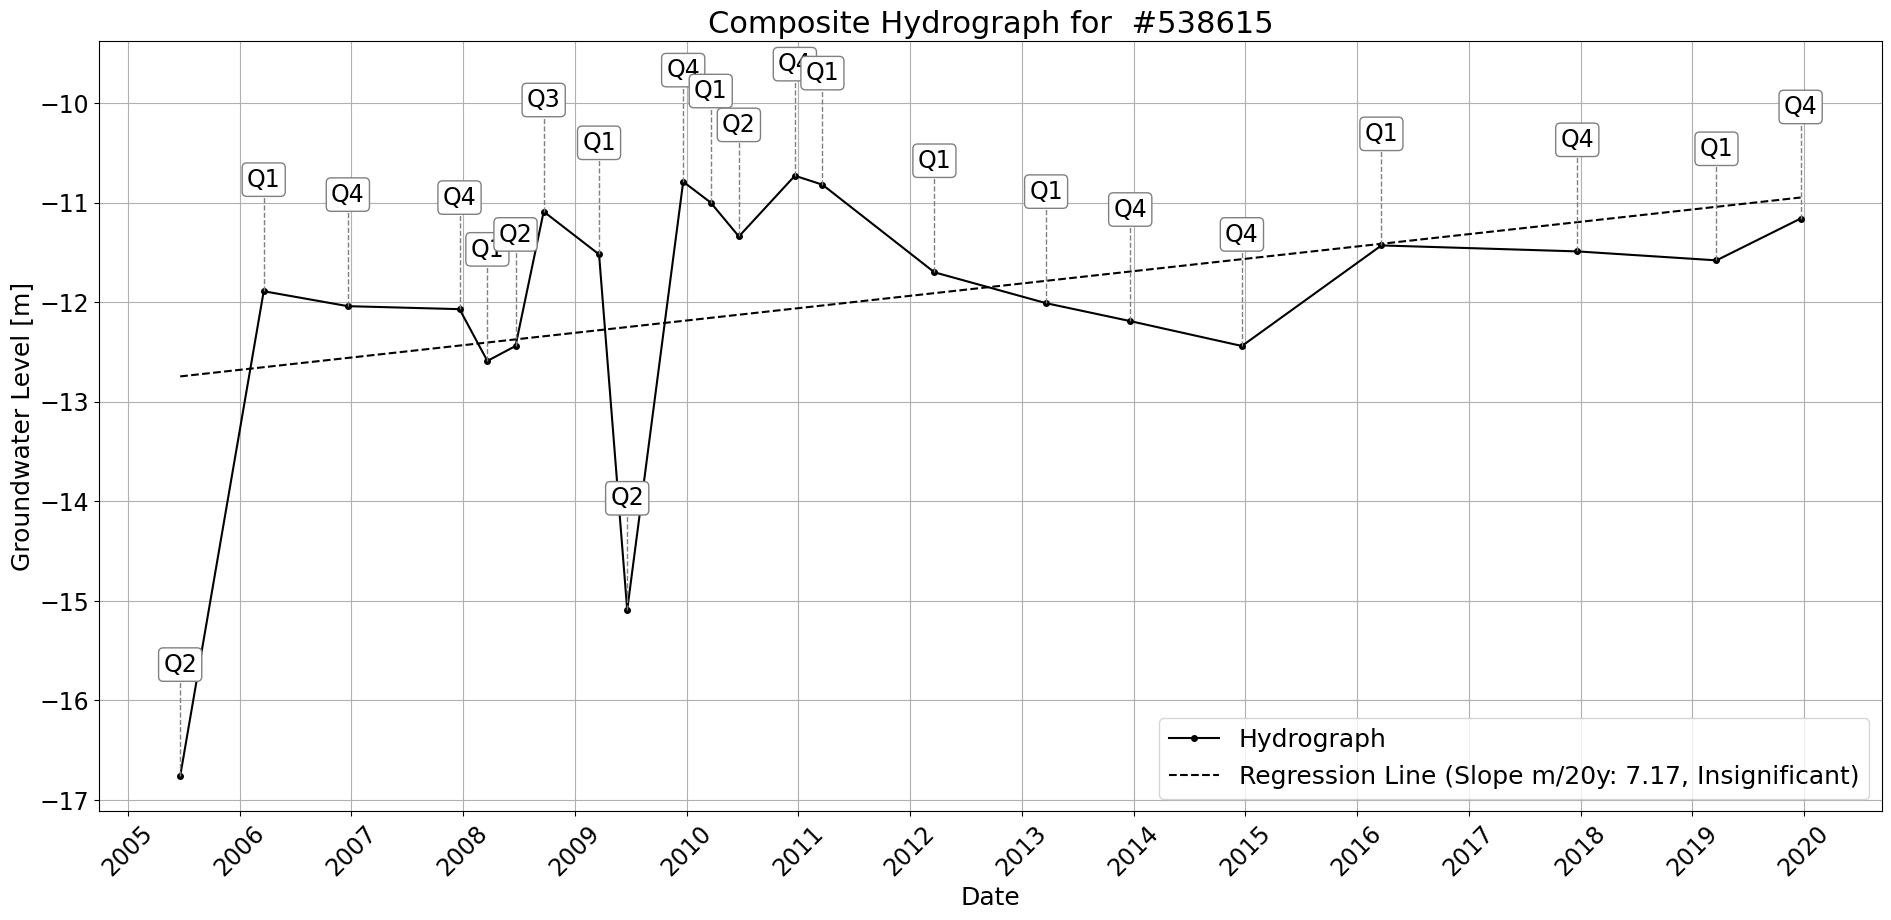 Composite Hydrograph for  #538615
Groundwater Level [m]
−10
−11
−12
−13
−14
−15
−16
−17
Q2
Q1
Q4
Q4
Q1
Q2
Q3
Q1
Q2
Q4
Q1
Q2
Q4
Q1
Q1
Q1
Q4
Q4
Q1
Q4
Q1
Q4
Hydrograph
Regression Line (Slope m/20y: 7.17, Insignificant)
2005
2006
2007
2008
2009
2010
2011
2012
2013
2014
2015
2016
2017
2018
2019
2020
Date